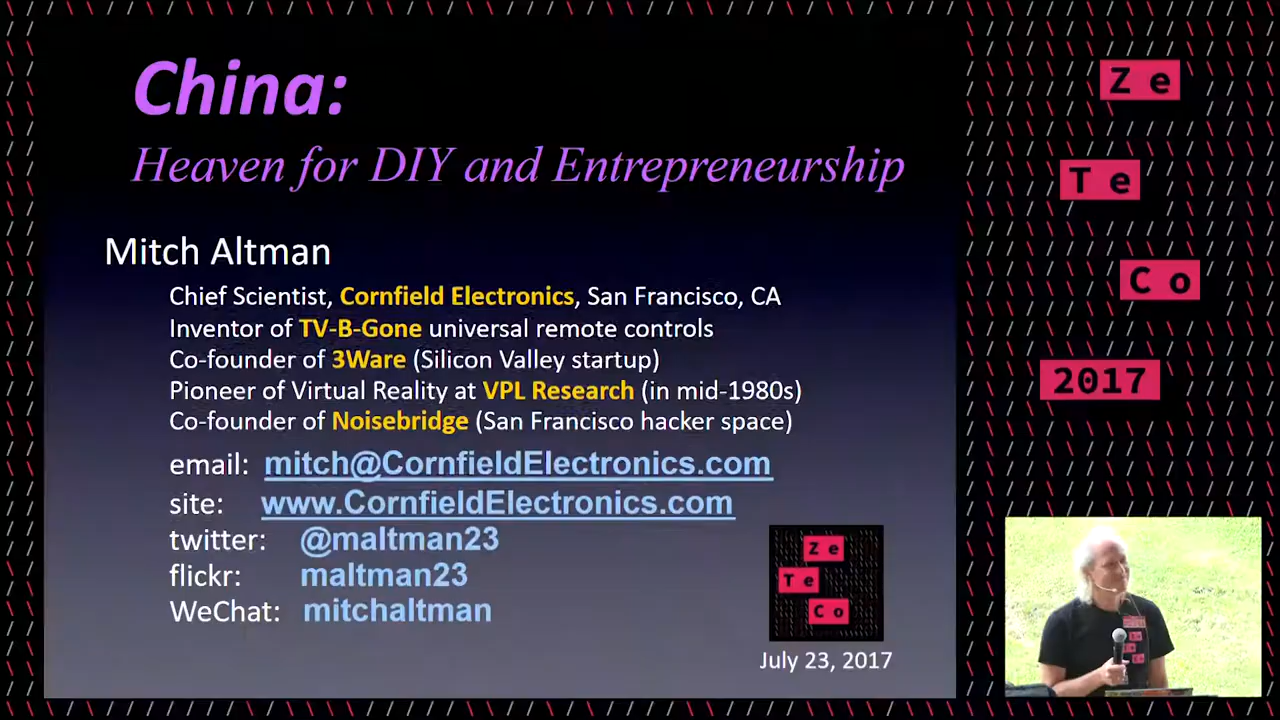 China:
Heaven for DIY and Entrepreneurship
Mitch Altman
Chief Scientist, Cornfield Electronics, San Francisco, CA
Inventor of TV-B-Gone universal remote controls
Co-founder of 3Ware (Silicon Valley startup)
Pioneer of Virtual Reality at VPL Research (in mid-1980s)
Co-founder of Noisebridge (San Francisco hacker space)
email: mitch@CornfieldElectronics.com
site: www.CornfieldElectronics.com
twitter: @maltman23
flickr: maltman23
WeChat: mitchaltman
Ze
Te
Co
July 23, 2017
Ze
Te
Co
2017